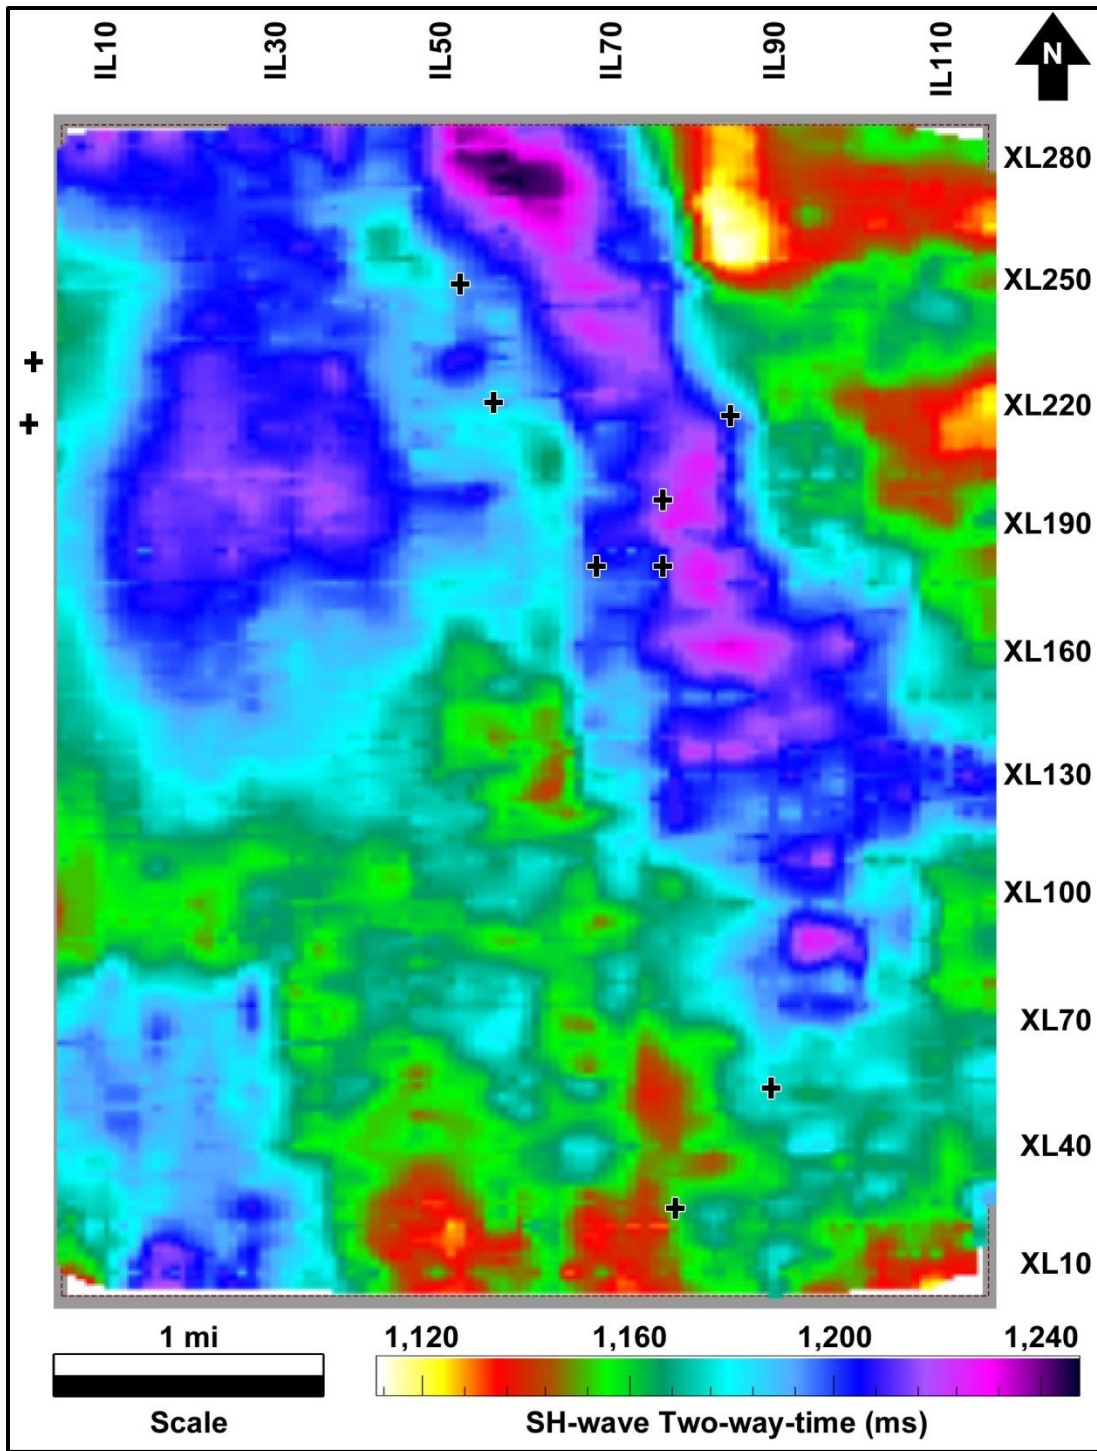 IL10 IL30 IL50 IL70 IL90 IL110 N
XL280
XL250
XL220
XL190
XL160
XL130
XL100
XL70
XL40
XL10
1 mi 1,120 1,160 1,200 1,240
Scale SH-wave Two-way-time (ms)